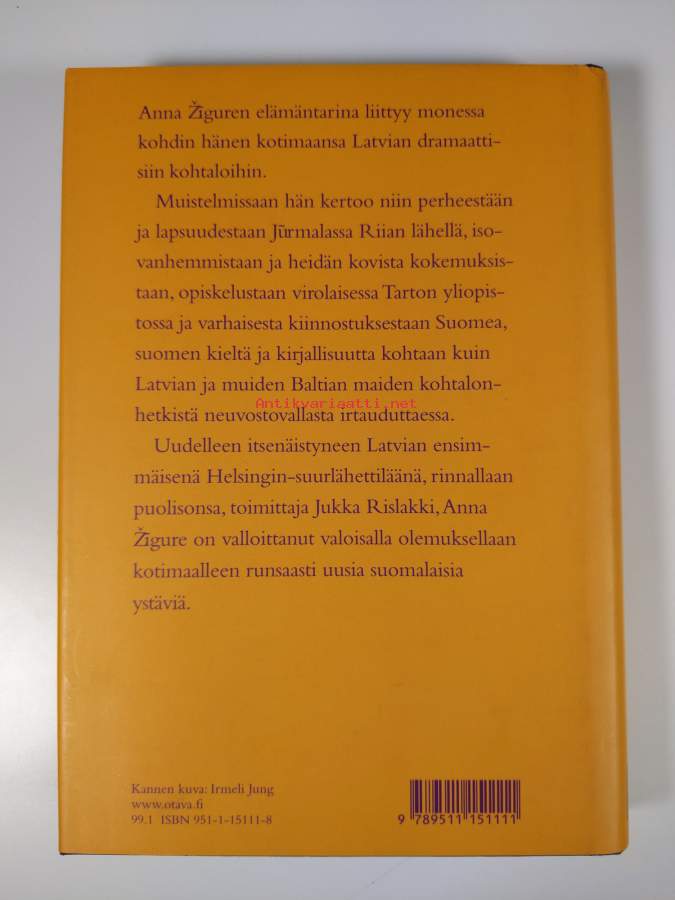 Anna Žiguren elämäntarina liittyy monessa
kohdin hänen kotimaansa Latvian dramaatti-
siin kohtaloihin.
Muistelmissaan hän kertoo niin perheestään
ja lapsuudestaan Jūrmalassa Riian lähellä, iso-
vanhemmistaan ja heidän kovista kokemuksis-
taan, opiskelustaan virolaisessa Tarton yliopis-
tossa ja varhaisesta kiinnostuksestaan Suomea,
suomen kieltä ja kirjallisuutta kohtaan kuin
Latvian ja muiden Baltian maiden kohtalon-
Antikvariaatti.net
hetkistä neuvostovallasta irtauduttaessa.
Uudelleen itsenäistyneen Latvian ensim-
mäisenä Helsingin-suurlähettiläänä, rinnallaan
puolisonsa, toimittaja Jukka Rislakki, Anna
Žigure on valloittanut valoisalla olemuksellaan
kotimaalleen runsaasti uusia suomalaisia
ystäviä.
Kannen kuva: Irmeli Jung
www.otava.fi
99.1 ISBN 951-1-15111-8
9 789511 151111